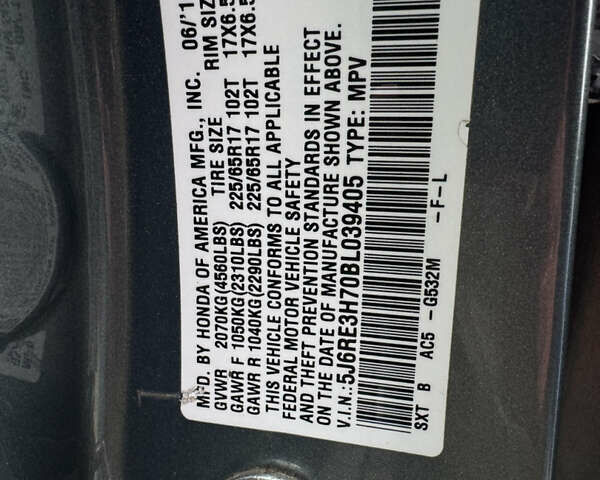 MFD. BY HONDA OF AMERICA MFG., INC. 06/'1
GVWR 2070KG(4560LBS) TIRE SIZE RIM SIZ
GAWR F 1050KG(2310LBS) 225/65R17 102T 17X6.5
GAWR R 1040KG(2290LBS) 225/65R17 102T 17X6.5
THIS VEHICLE CONFORMS TO ALL APPLICABLE
FEDERAL MOTOR VEHICLE SAFETY
AND THEFT PREVENTION STANDARDS IN EFFECT
ON THE DATE OF MANUFACTURE SHOWN ABOVE.
V.I.N.:5J6RE3H70BL039405 TYPE: MPV
SXT B AC5 -G532M -F-L